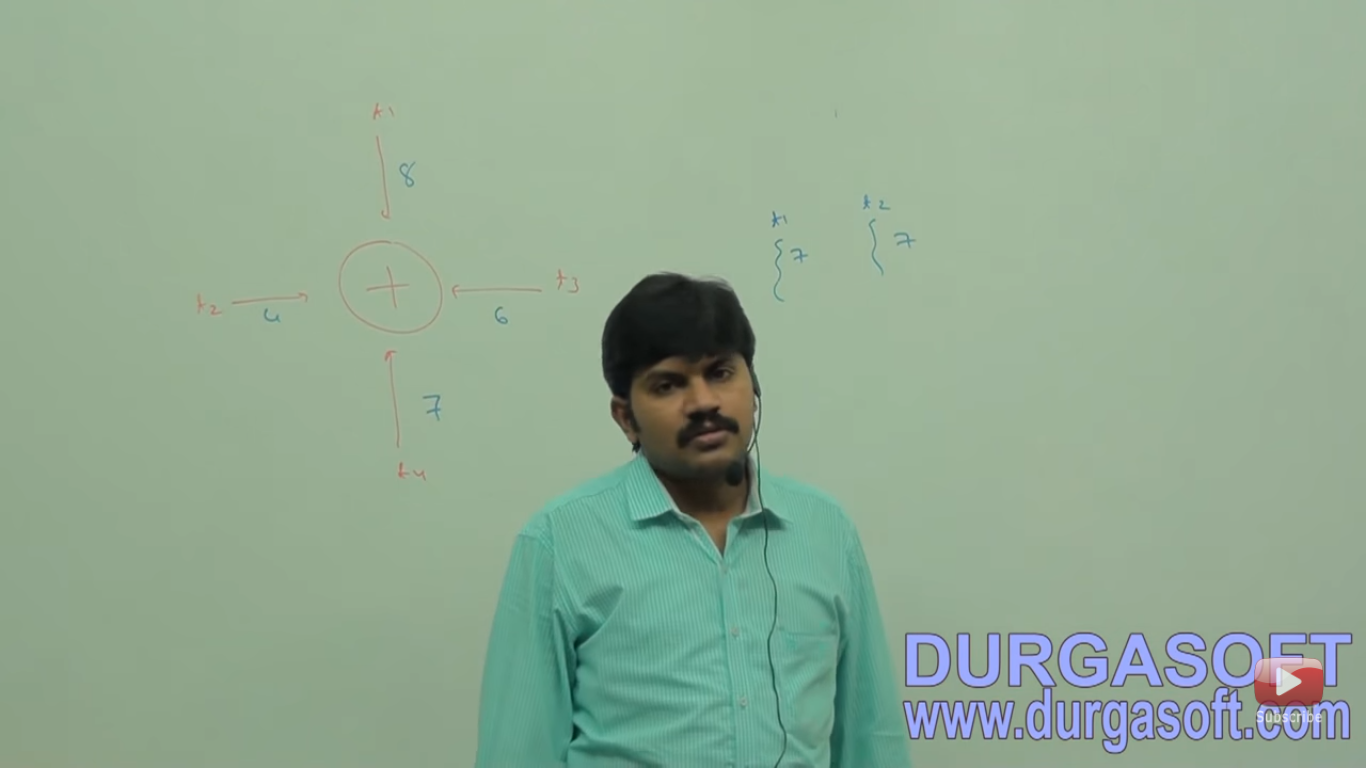 t1
8
t2
4
t3
6
7
t4
t1
7
t2
7
DURGASOFT
www.durgasoft.com
Subscribe